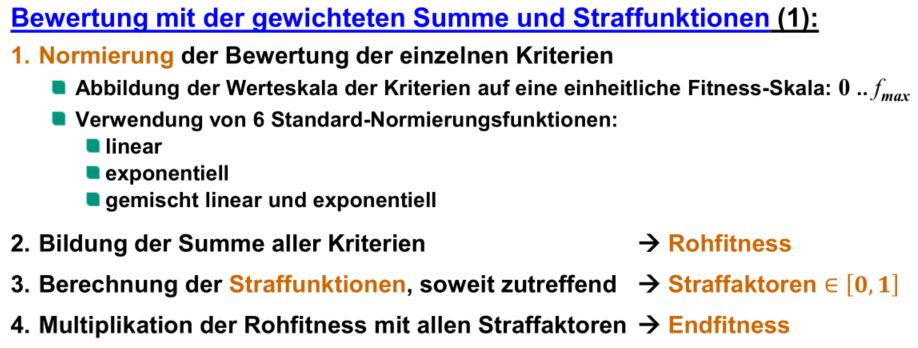 Bewertung mit der gewichteten Summe und Straffunktionen (1):
1. Normierung der Bewertung der einzelnen Kriterien
Abbildung der Werteskala der Kriterien auf eine einheitliche Fitness-Skala: 0 .. f_max
Verwendung von 6 Standard-Normierungsfunktionen:
linear
exponentiell
gemischt linear und exponentiell
2. Bildung der Summe aller Kriterien → Rohfitness
3. Berechnung der Straffunktionen, soweit zutreffend → Straffaktoren ∈ [0, 1]
4. Multiplikation der Rohfitness mit allen Straffaktoren → Endfitness